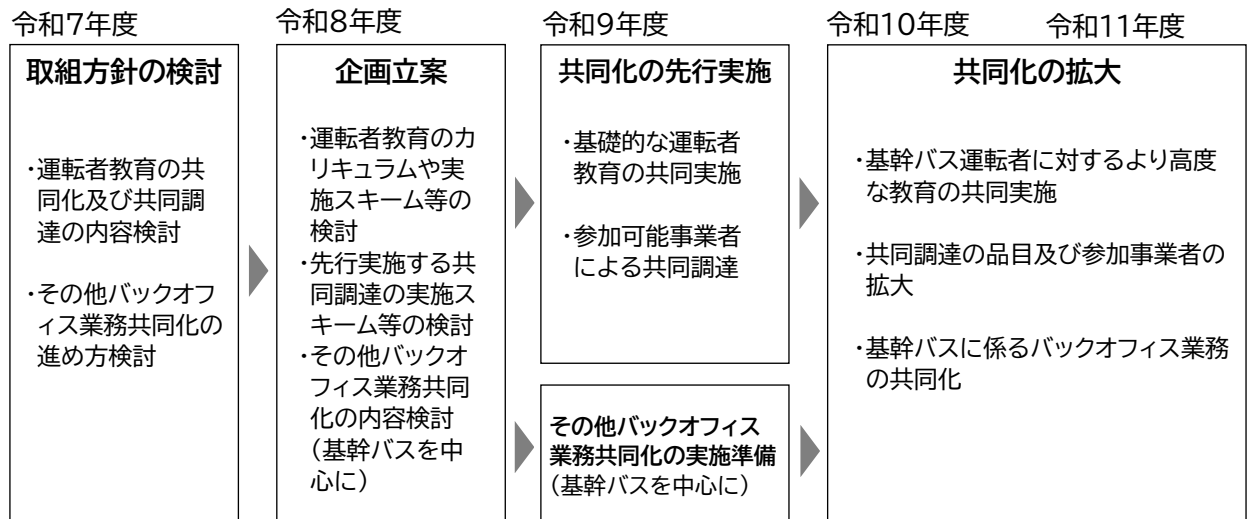 令和7年度
取組方針の検討
・運転者教育の共
同化及び共同調
達の内容検討
・その他バックオフ
ィス業務共同化の
進め方検討
令和8年度
企画立案
・運転者教育のカ
リキュラムや実
施スキーム等の
検討
・先行実施する共
同調達の実施ス
キーム等の検討
・その他バックオ
フィス業務共同
化の内容検討
（基幹バスを中
心に）
令和9年度
共同化の先行実施
・基礎的な運転者
教育の共同実施
・参加可能事業者
による共同調達
その他バックオフィス
業務共同化の実施準備
（基幹バスを中心に）
令和10年度 令和11年度
共同化の拡大
・基幹バス運転者に対するより高度
な教育の共同実施
・共同調達の品目及び参加事業者の
拡大
・基幹バスに係るバックオフィス業務
の共同化